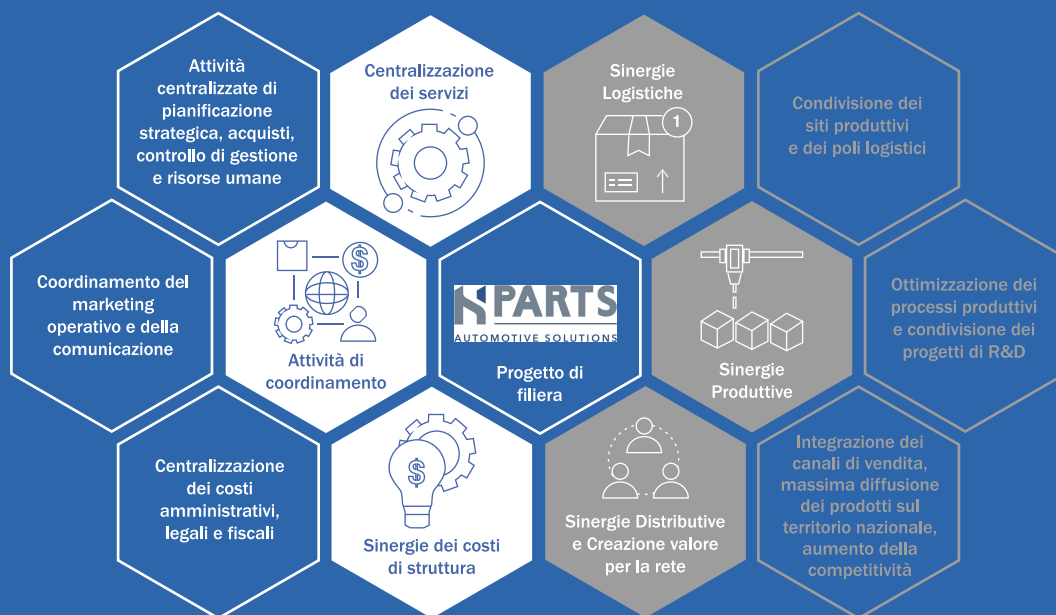 Attività
centralizzate di
pianificazione
strategica, acquisti,
controllo di gestione
e risorse umane
Centralizzazione
dei servizi
Sinergie
Logistiche
1
Condivisione dei
siti produttivi
e dei poli logistici
Coordinamento del
marketing
operativo e della
comunicazione
$
Attività di
coordinamento
HPARTS
AUTOMOTIVE SOLUTIONS
Progetto di
filiera
Sinergie
Produttive
Ottimizzazione dei
processi produttivi
e condivisione dei
progetti di R&D
Centralizzazione
dei costi
amministrativi,
legali e fiscali
$
Sinergie dei costi
di struttura
Sinergie Distributive
e Creazione valore
per la rete
Integrazione dei
canali di vendita,
massima diffusione
dei prodotti sul
territorio nazionale,
aumento della
competitività